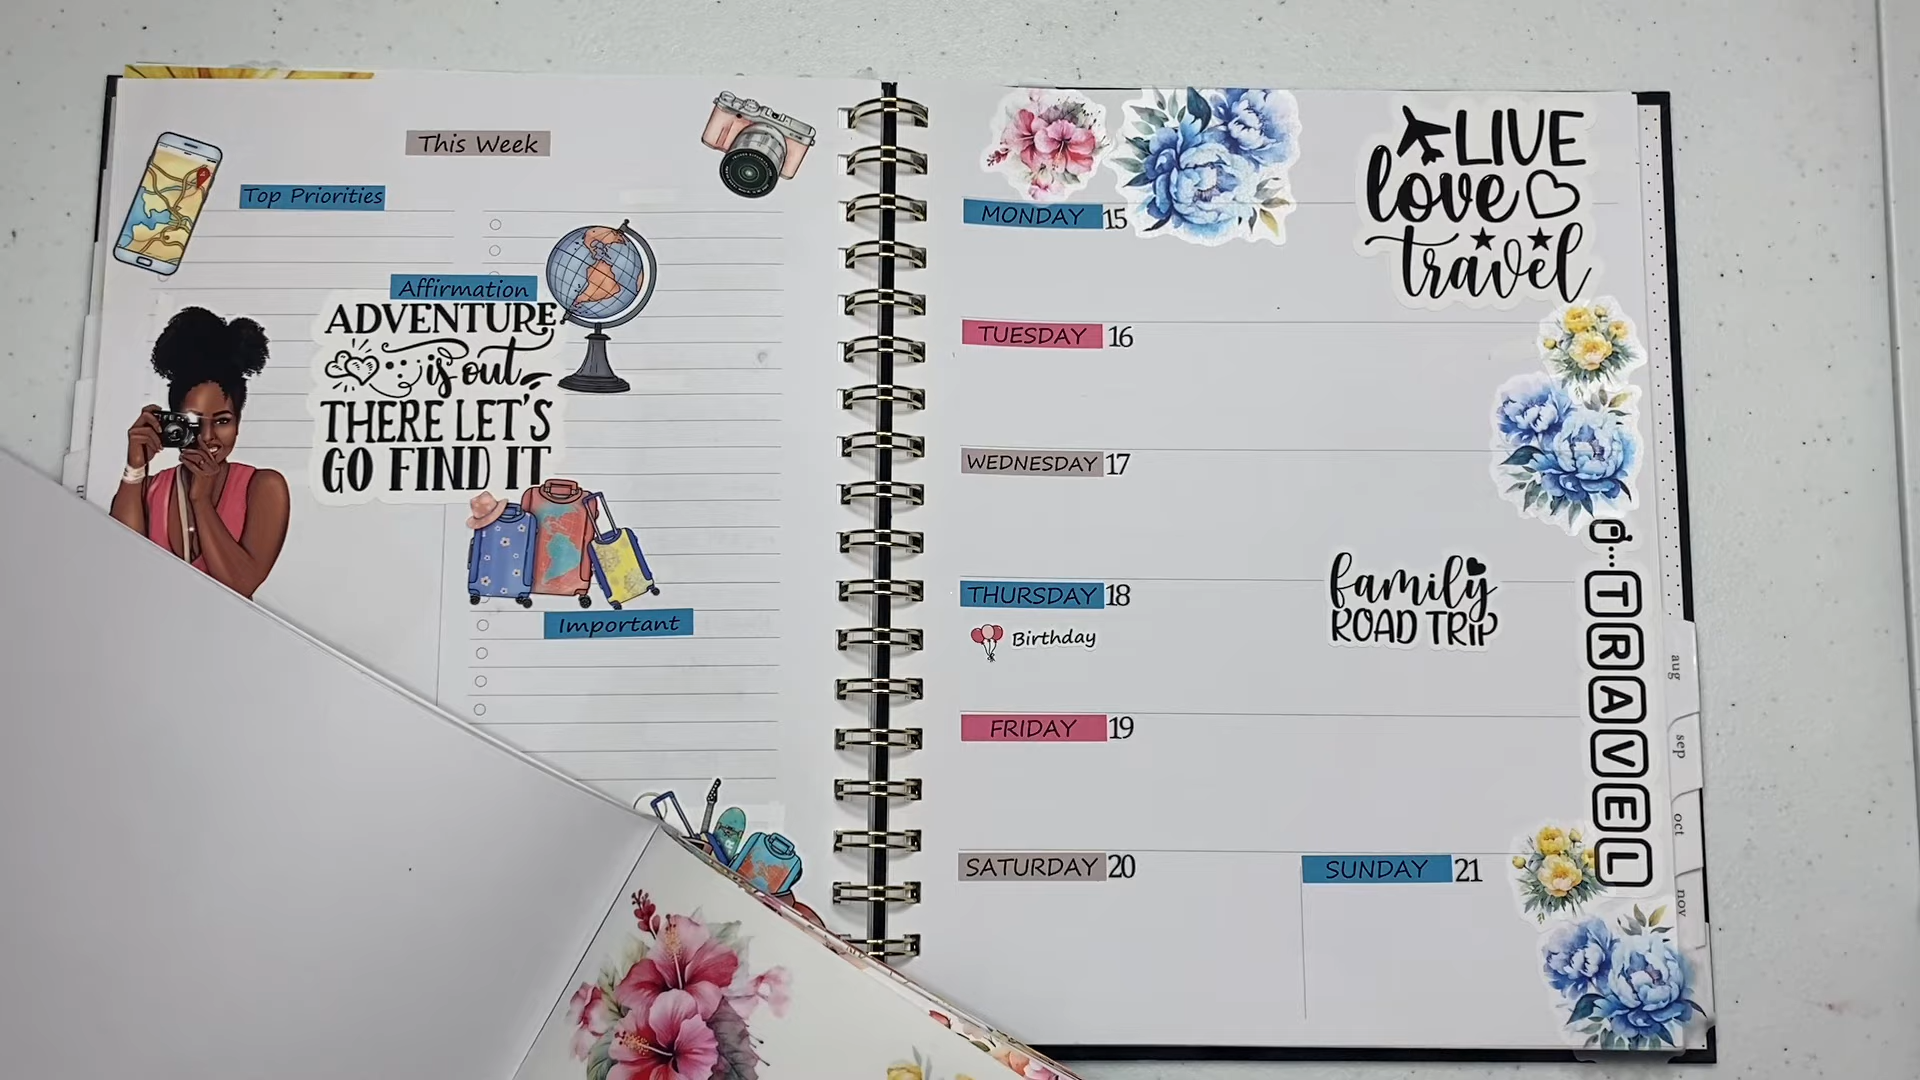 This Week
Top Priorities
Affirmation
ADVENTURE
is out
THERE LET'S
GO FIND IT
Important
MONDAY 15
TUESDAY 16
WEDNESDAY 17
THURSDAY 18
Birthday
FRIDAY 19
SATURDAY 20
SUNDAY 21
LIVE
love
travel
family
ROAD TRIP
TRAVEL
aug
sep
oct
nov